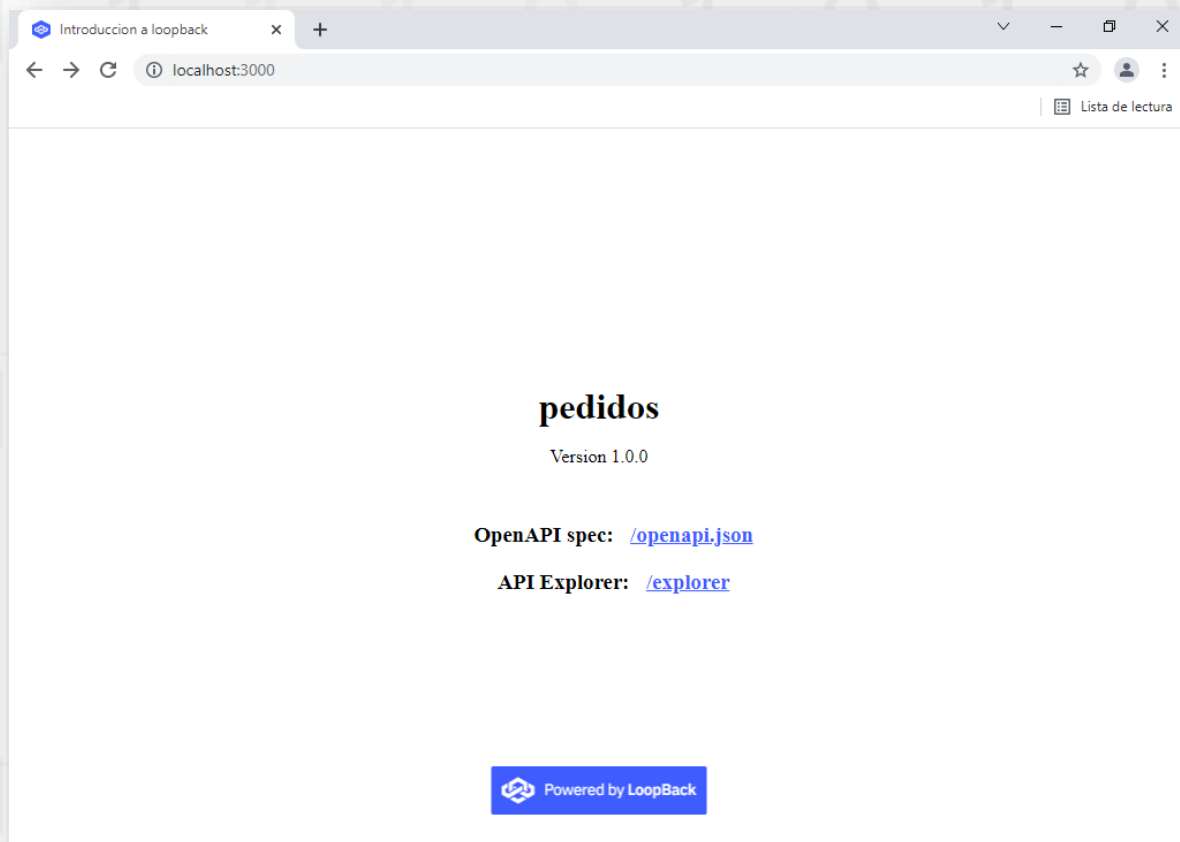 Introduccion a loopback
localhost:3000
Lista de lectura
pedidos
Version 1.0.0
OpenAPI spec: /openapi.json
API Explorer: /explorer
Powered by LoopBack